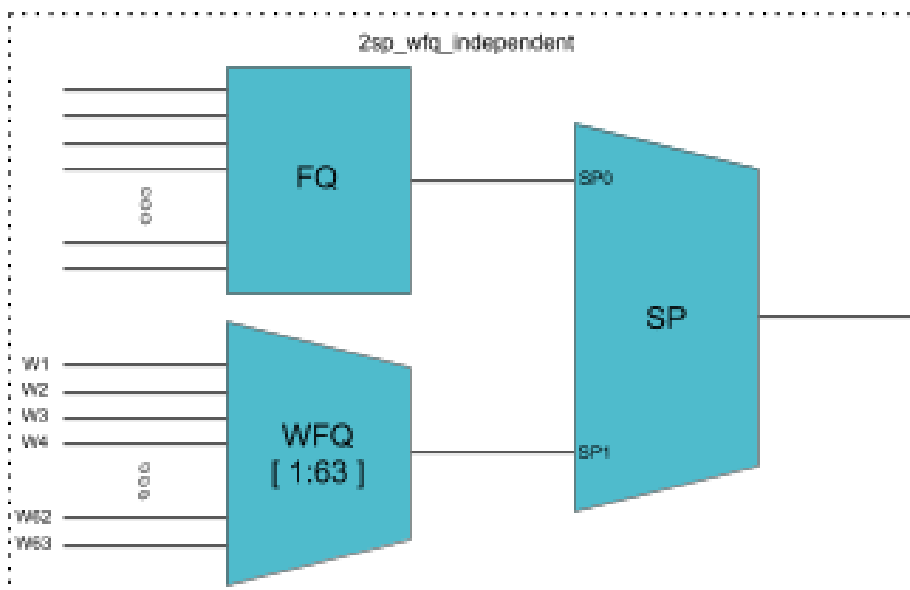 2sp_wfq_independent
FQ
SP0
SP
W1
W2
W3
W4
WFQ
[ 1:63 ]
SP1
W62
W63